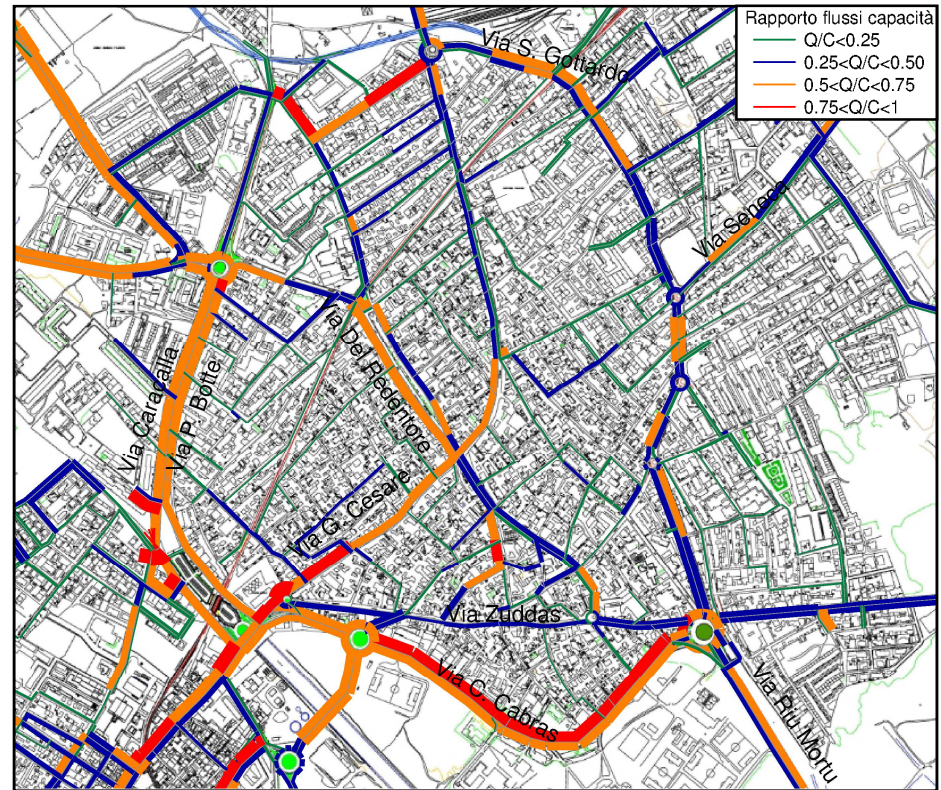 Rapporto flussi capacità
Q/C<0.25
0.25<Q/C<0.50
0.5<Q/C<0.75
0.75<Q/C<1
Via S. Gottardo
Via Seneca
Via Del Redentore
Via Caracalla
Via P. Botte
Via G. Cesare
Via Zuddas
Via C. Cabras
Via Riu Mortu